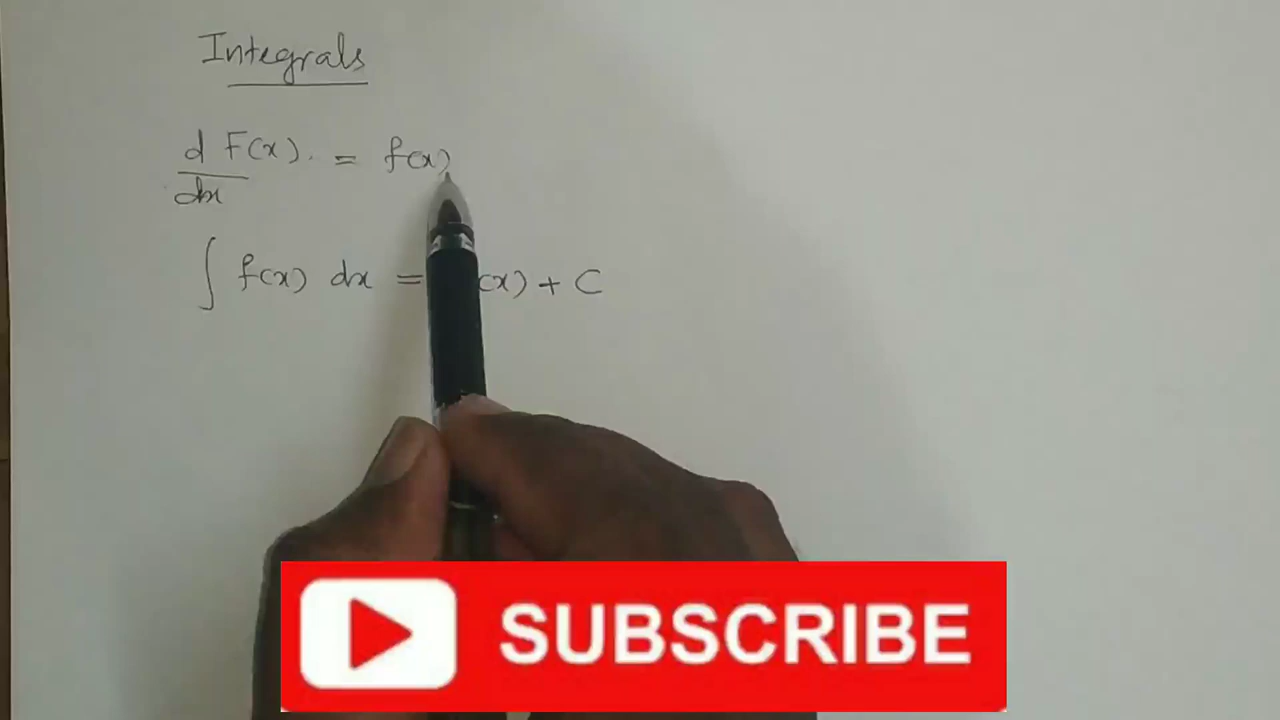 Integrals
d F(x). = f(x)
dx
∫ f(x) dx = (x) + C
SUBSCRIBE